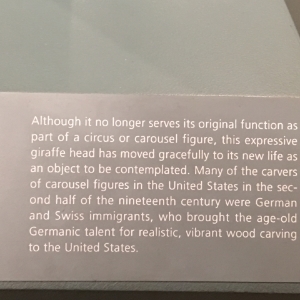 Although it no longer serves its original function as
part of a circus or carousel figure, this expressive
giraffe head has moved gracefully to its new life as
an object to be contemplated. Many of the carvers
of carousel figures in the United States in the sec-
ond half of the nineteenth century were German
and Swiss immigrants, who brought the age-old
Germanic talent for realistic, vibrant wood carving
to the United States.